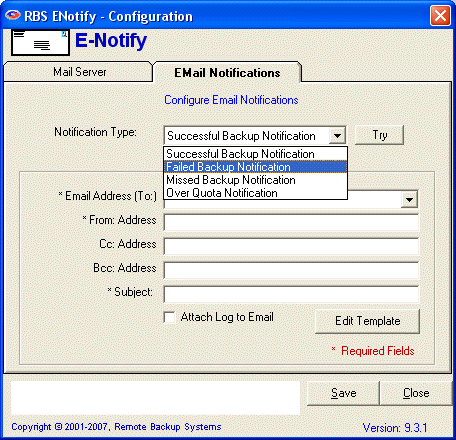 RBS ENotify - Configuration
E-Notify
Mail Server
EMail Notifications
Configure Email Notifications
Notification Type:
Successful Backup Notification
Try
Successful Backup Notification
Failed Backup Notification
Missed Backup Notification
Over Quota Notification
* Email Address (To:)
* From: Address
Cc: Address
Bcc: Address
* Subject:
Attach Log to Email
Edit Template
* Required Fields
Save
Close
Copyright © 2001-2007, Remote Backup Systems
Version: 9.3.1